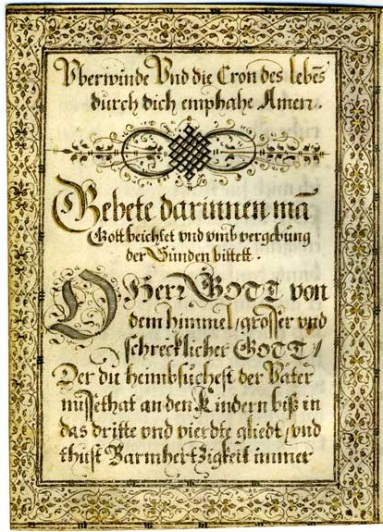 Vberwinde Vnd die Cron des lebēs
durch dich emphahe Amen.
Gebete darinnen mā
Gott beichtet vnd vmb vergebung
der Sünden bittett.
O Herr GOTT von
dem himmel / grosser vnd
schrecklicher GOTT /
Der du heimbsuchest der Vater
missethat an den Kindern biß in
das dritte vnd vierdte gliedt / vnd
thust Barmhertzigkeit immer